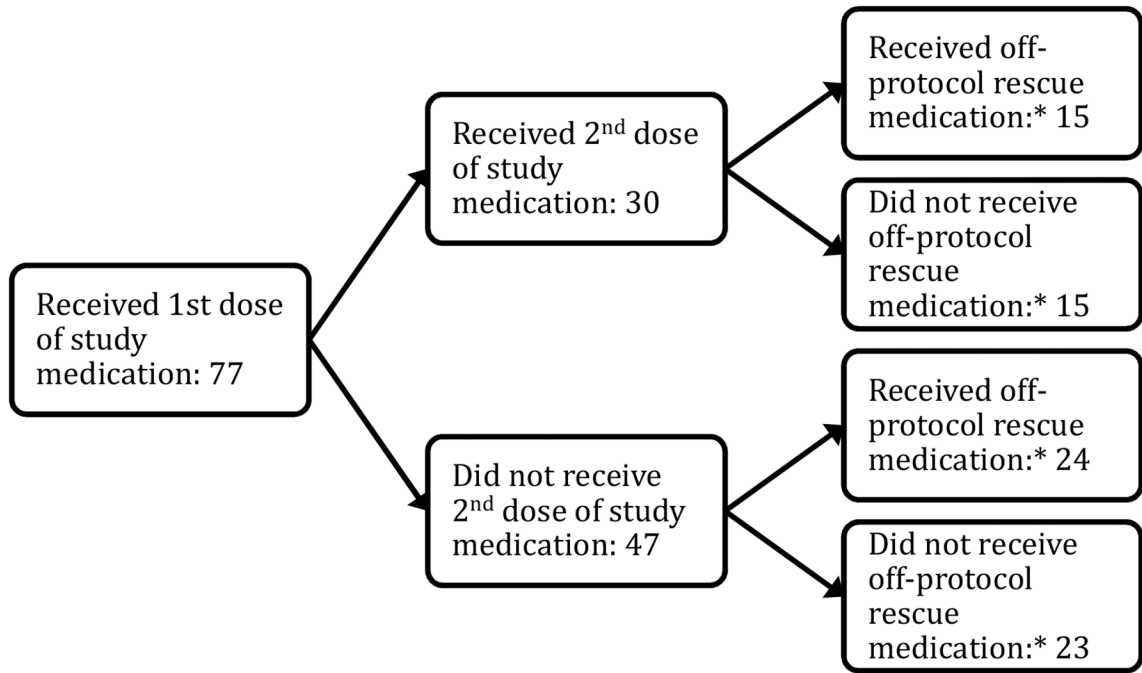 Received 1st dose
of study
medication: 77
Received 2nd dose
of study
medication: 30
Did not receive
2nd dose of study
medication: 47
Received off-
protocol rescue
medication:* 15
Did not receive
off-protocol
rescue
medication:* 15
Received off-
protocol rescue
medication:* 24
Did not receive
off-protocol
rescue
medication:* 23